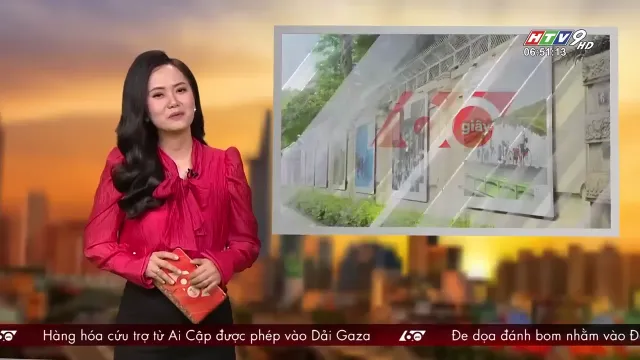 HTV9 HD
06:51:13
60 giây
Hàng hóa cứu trợ từ Ai Cập được phép vào Dải Gaza 60 Đe dọa đánh bom nhằm vào Đ